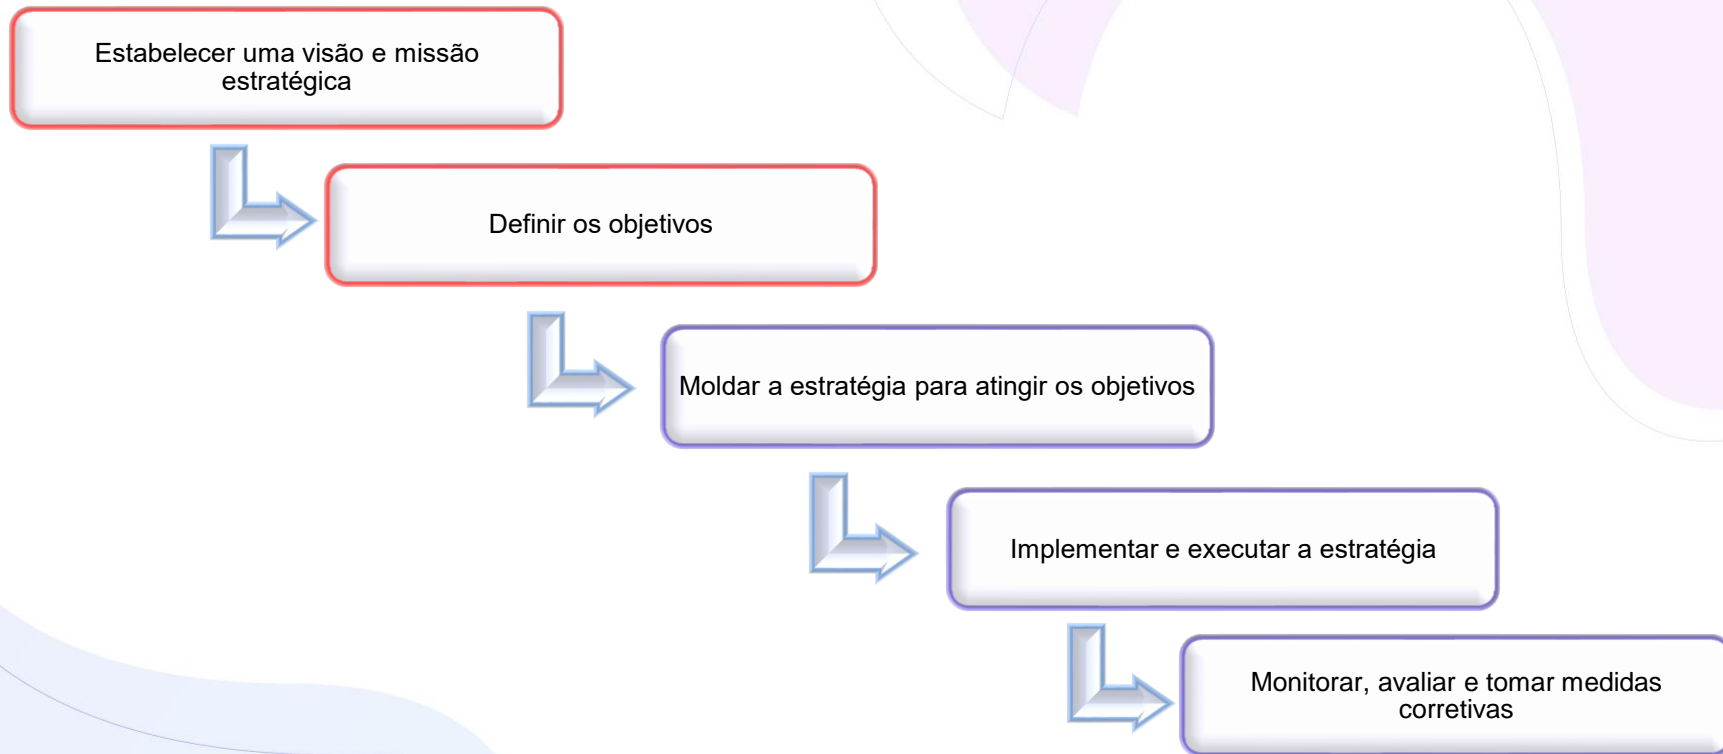 Estabelecer uma visão e missão
estratégica
Definir os objetivos
Moldar a estratégia para atingir os objetivos
Implementar e executar a estratégia
Monitorar, avaliar e tomar medidas
corretivas